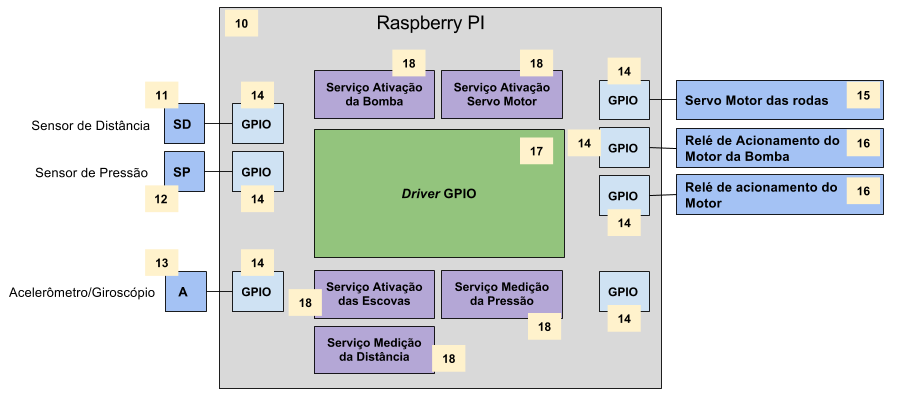 10
Raspberry PI
18
18
14
Serviço Ativação
da Bomba
Serviço Ativação
Servo Motor
11
14
GPIO
Servo Motor das rodas
15
Sensor de Distância
SD
GPIO
17
14
GPIO
Relé de Acionamento do
Motor da Bomba
16
Sensor de Pressão
SP
GPIO
12
14
Driver GPIO
GPIO
14
Relé de acionamento do
Motor
16
13
14
Acelerômetro/Giroscópio
A
GPIO
18
Serviço Ativação
das Escovas
Serviço Medição
da Pressão
18
GPIO
14
Serviço Medição
da Distância
18